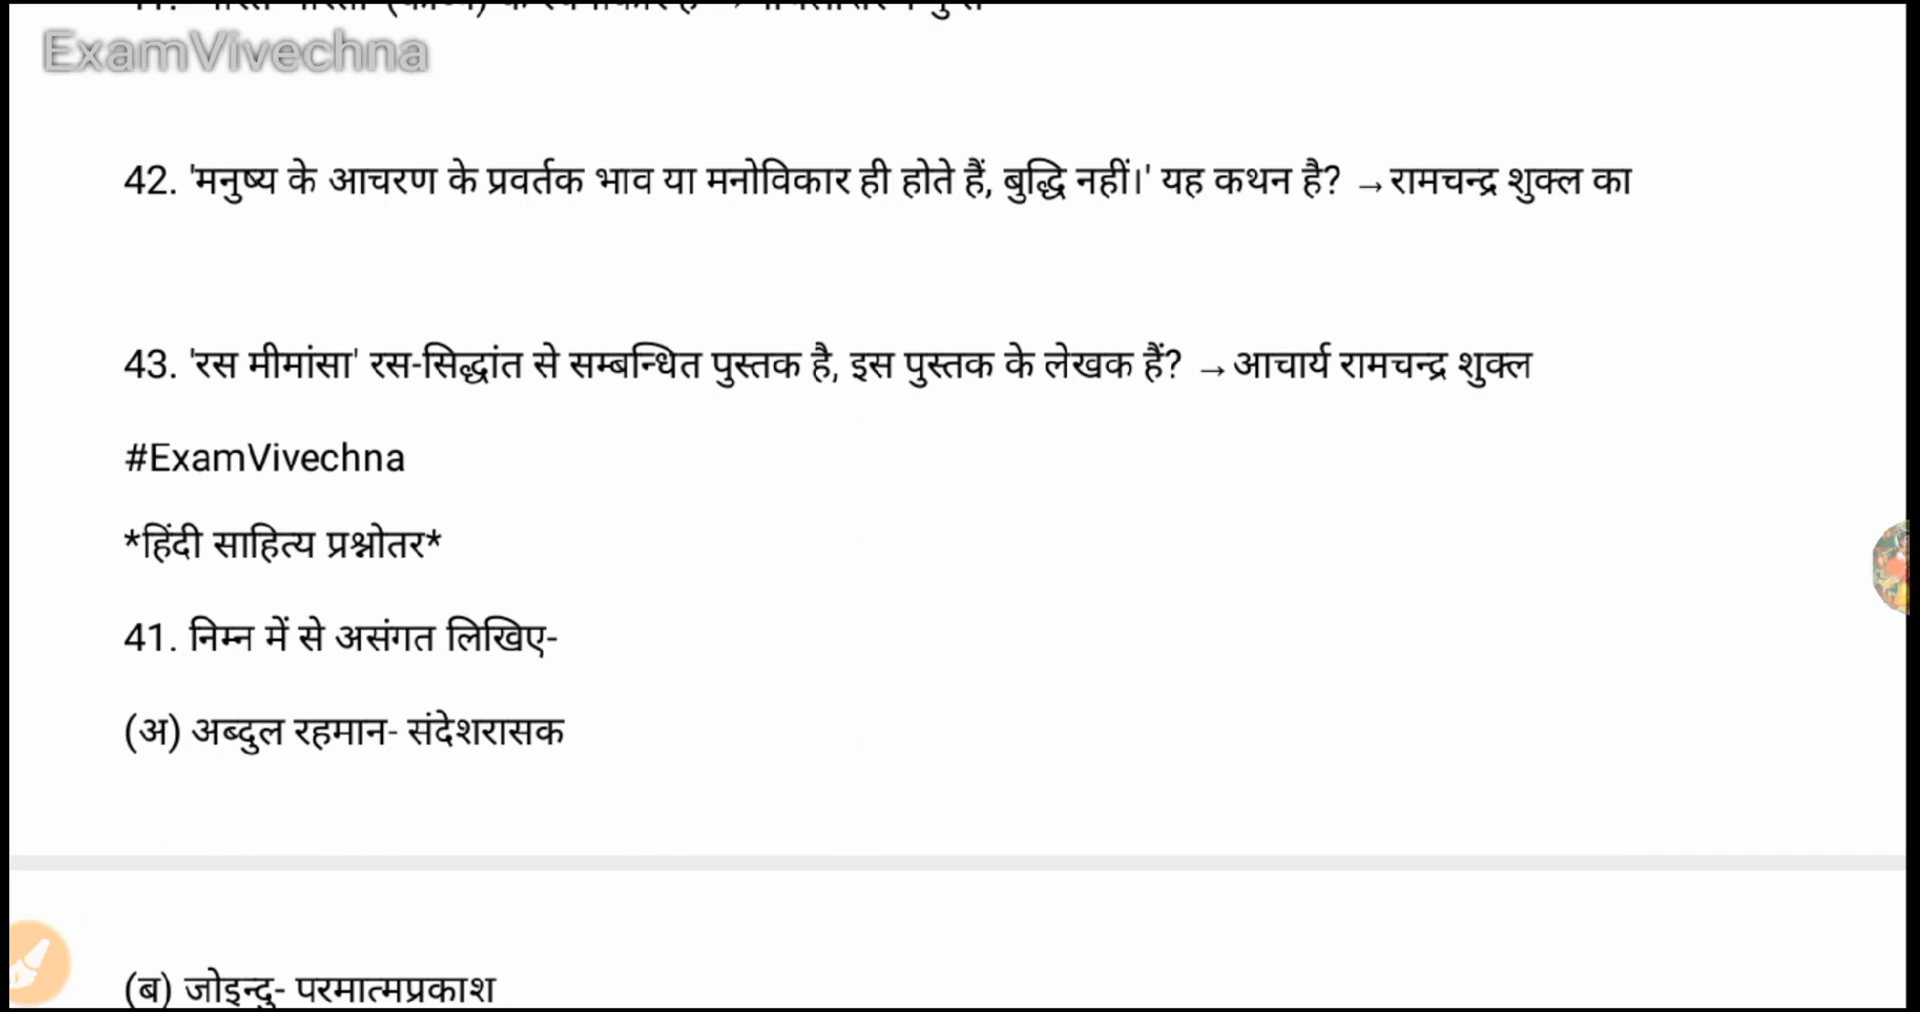 ExamVivechna
42. 'मनुष्य के आचरण के प्रवर्तक भाव या मनोविकार ही होते हैं, बुद्धि नहीं।' यह कथन है? →रामचन्द्र शुक्ल का
43. 'रस मीमांसा' रस-सिद्धांत से सम्बन्धित पुस्तक है, इस पुस्तक के लेखक हैं? →आचार्य रामचन्द्र शुक्ल
#ExamVivechna
*हिंदी साहित्य प्रश्नोतर*
41. निम्न में से असंगत लिखिए-
(अ) अब्दुल रहमान- संदेशरासक
(ब) जोइन्दु- परमात्मप्रकाश